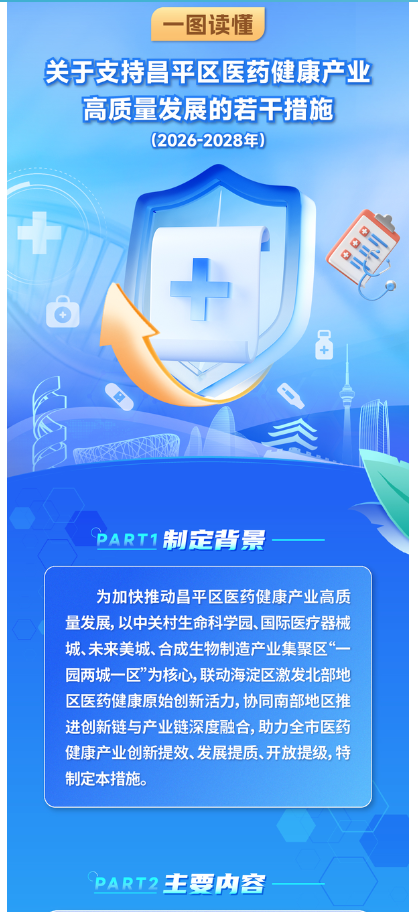 一图读懂
关于支持昌平区医药健康产业
高质量发展的若干措施
（2026-2028年）
PART1 制定背景
为加快推动昌平区医药健康产业高质
量发展，以中关村生命科学园、国际医疗器械
城、未来美城、合成生物制造产业集聚区“一
园两城一区”为核心，联动海淀区激发北部地
区医药健康原始创新活力，协同南部地区推
进创新链与产业链深度融合，助力全市医药
健康产业创新提效、发展提质、开放提级，特
制定本措施。
PART2 主要内容